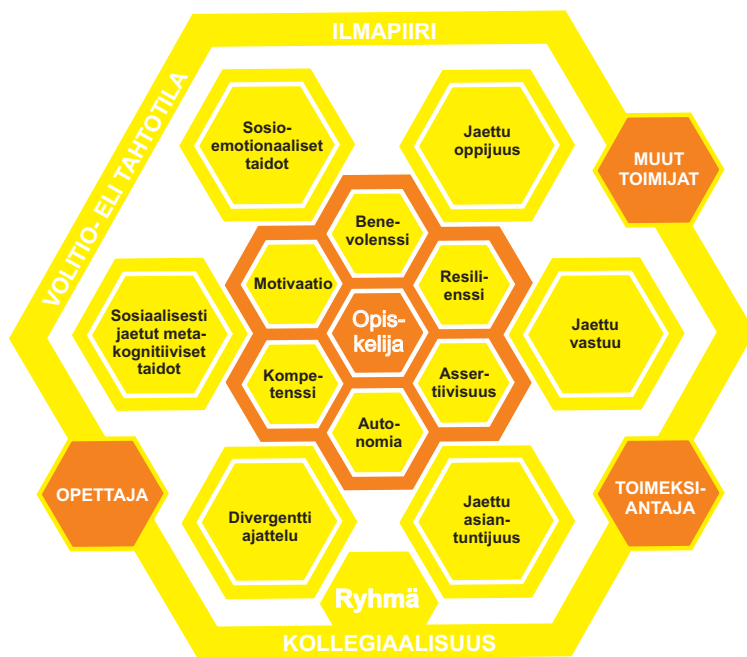 ILMAPIIRI
VOLITIO- ELI TAHTOTILA
Sosio-
emotionaaliset
taidot
Jaettu
oppijuus
MUUT
TOIMIJAT
Bene-
volenssi
Motivaatio
Resili-
enssi
Sosiaalisesti
jaetut meta-
kognitiiviset
taidot
Opis-
kelija
Jaettu
vastuu
Kompe-
tenssi
Asser-
tiivisuus
Auto-
nomia
OPETTAJA
TOIMEKSI-
ANTAJA
Divergentti
ajattelu
Jaettu
asian-
tuntijuus
Ryhmä
KOLLEGIAALISUUS